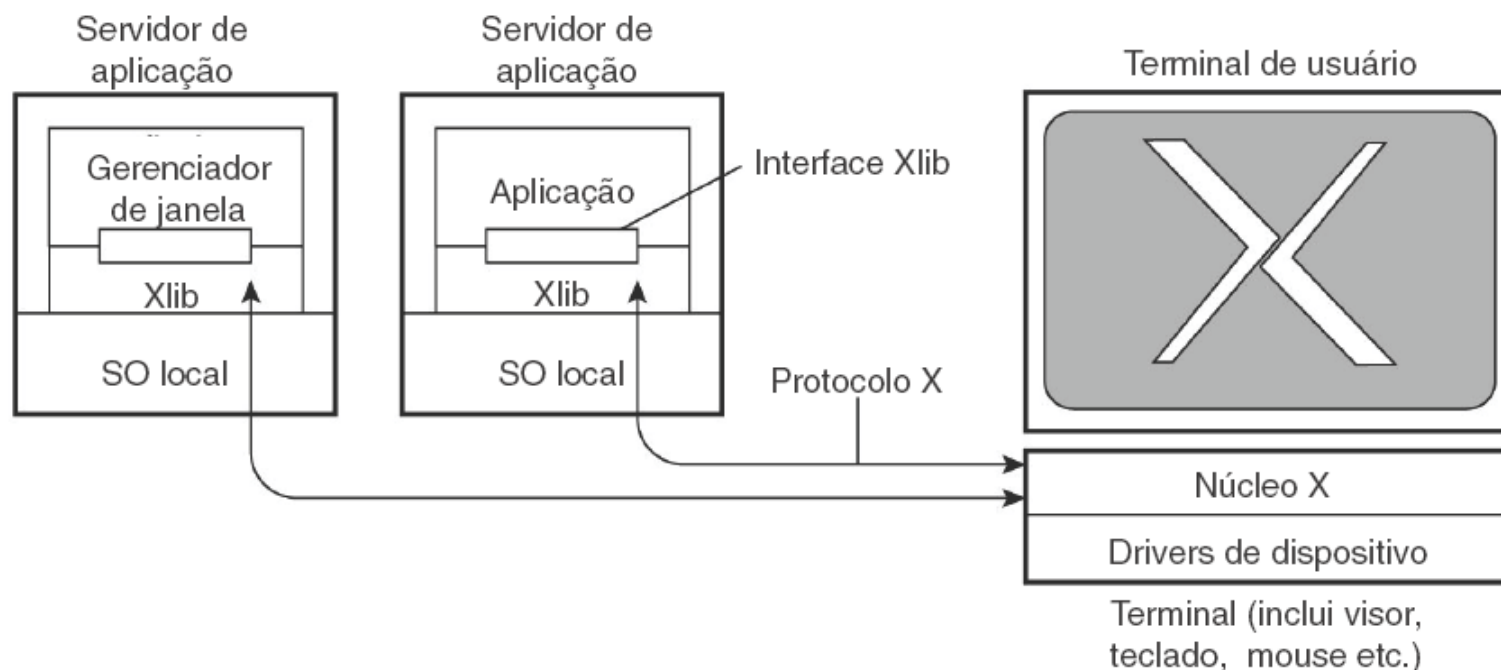 Servidor de
aplicação
Servidor de
aplicação
Terminal de usuário
Gerenciador
de janela
Xlib
SO local
Aplicação
Xlib
SO local
Interface Xlib
Protocolo X
X
Núcleo X
Drivers de dispositivo
Terminal (inclui visor,
teclado, mouse etc.)